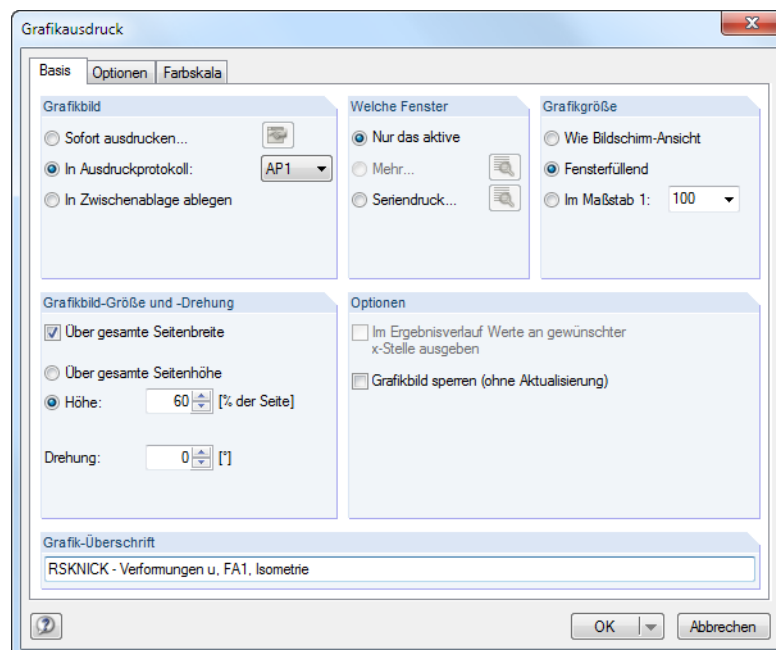 Grafikausdruck
Basis Optionen Farbskala
Grafikbild
Sofort ausdrucken...
In Ausdruckprotokoll: AP1
In Zwischenablage ablegen
Welche Fenster
Nur das aktive
Mehr...
Seriendruck...
Grafikgröße
Wie Bildschirm-Ansicht
Fensterfüllend
Im Maßstab 1: 100
Grafikbild-Größe und -Drehung
Über gesamte Seitenbreite
Über gesamte Seitenhöhe
Höhe: 60 [% der Seite]
Drehung: 0 [°]
Optionen
Im Ergebnisverlauf Werte an gewünschter
x-Stelle ausgeben
Grafikbild sperren (ohne Aktualisierung)
Grafik-Überschrift
RSKNICK - Verformungen u, FA1, Isometrie
OK Abbrechen